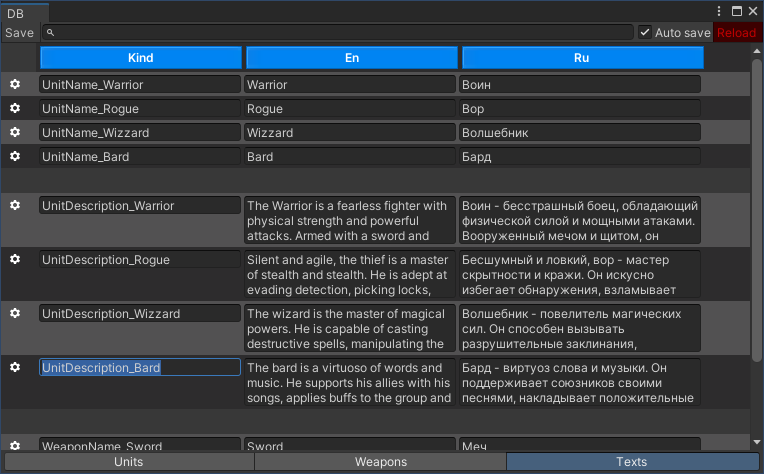 DB
Save
Auto save
Reload
Kind En Ru
UnitName_Warrior Warrior Воин
UnitName_Rogue Rogue Вор
UnitName_Wizzard Wizzard Волшебник
UnitName_Bard Bard Бард
UnitDescription_Warrior
The Warrior is a fearless fighter with
physical strength and powerful
attacks. Armed with a sword and
Воин - бесстрашный боец, обладающий
физической силой и мощными атаками.
Вооруженный мечом и щитом, он
UnitDescription_Rogue
Silent and agile, the thief is a master
of stealth and stealth. He is adept at
evading detection, picking locks,
Бесшумный и ловкий, вор - мастер
скрытности и кражи. Он искусно
избегает обнаружения, взламывает
UnitDescription_Wizzard
The wizard is the master of magical
powers. He is capable of casting
destructive spells, manipulating the
Волшебник - повелитель магических
сил. Он способен вызывать
разрушительные заклинания,
UnitDescription_Bard
The bard is a virtuoso of words and
music. He supports his allies with his
songs, applies buffs to the group and
Бард - виртуоз слова и музыки. Он
поддерживает союзников своими
песнями, накладывает положительные
WeaponName_Sword Sword Меч
Units Weapons Texts